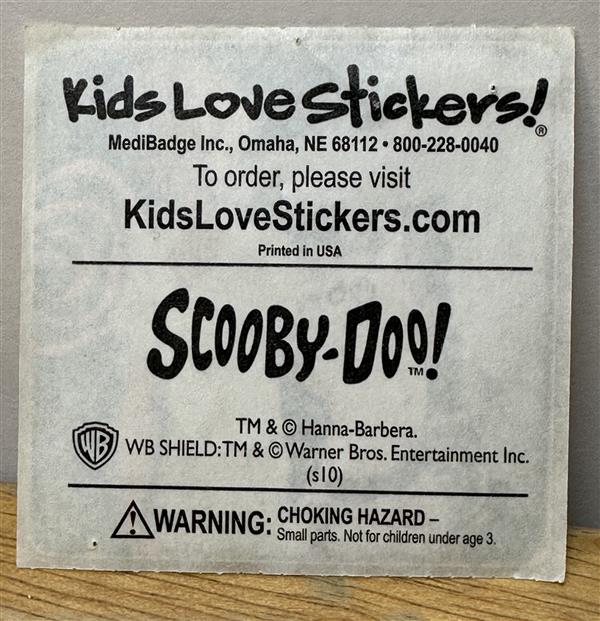 Kids Love Stickers!®
MediBadge Inc., Omaha, NE 68112 • 800-228-0040
To order, please visit
KidsLoveStickers.com
Printed in USA
SCOOBY-DOO!™
TM & © Hanna-Barbera.
WB SHIELD:TM & © Warner Bros. Entertainment Inc.
(s10)
WARNING: CHOKING HAZARD –
Small parts. Not for children under age 3.